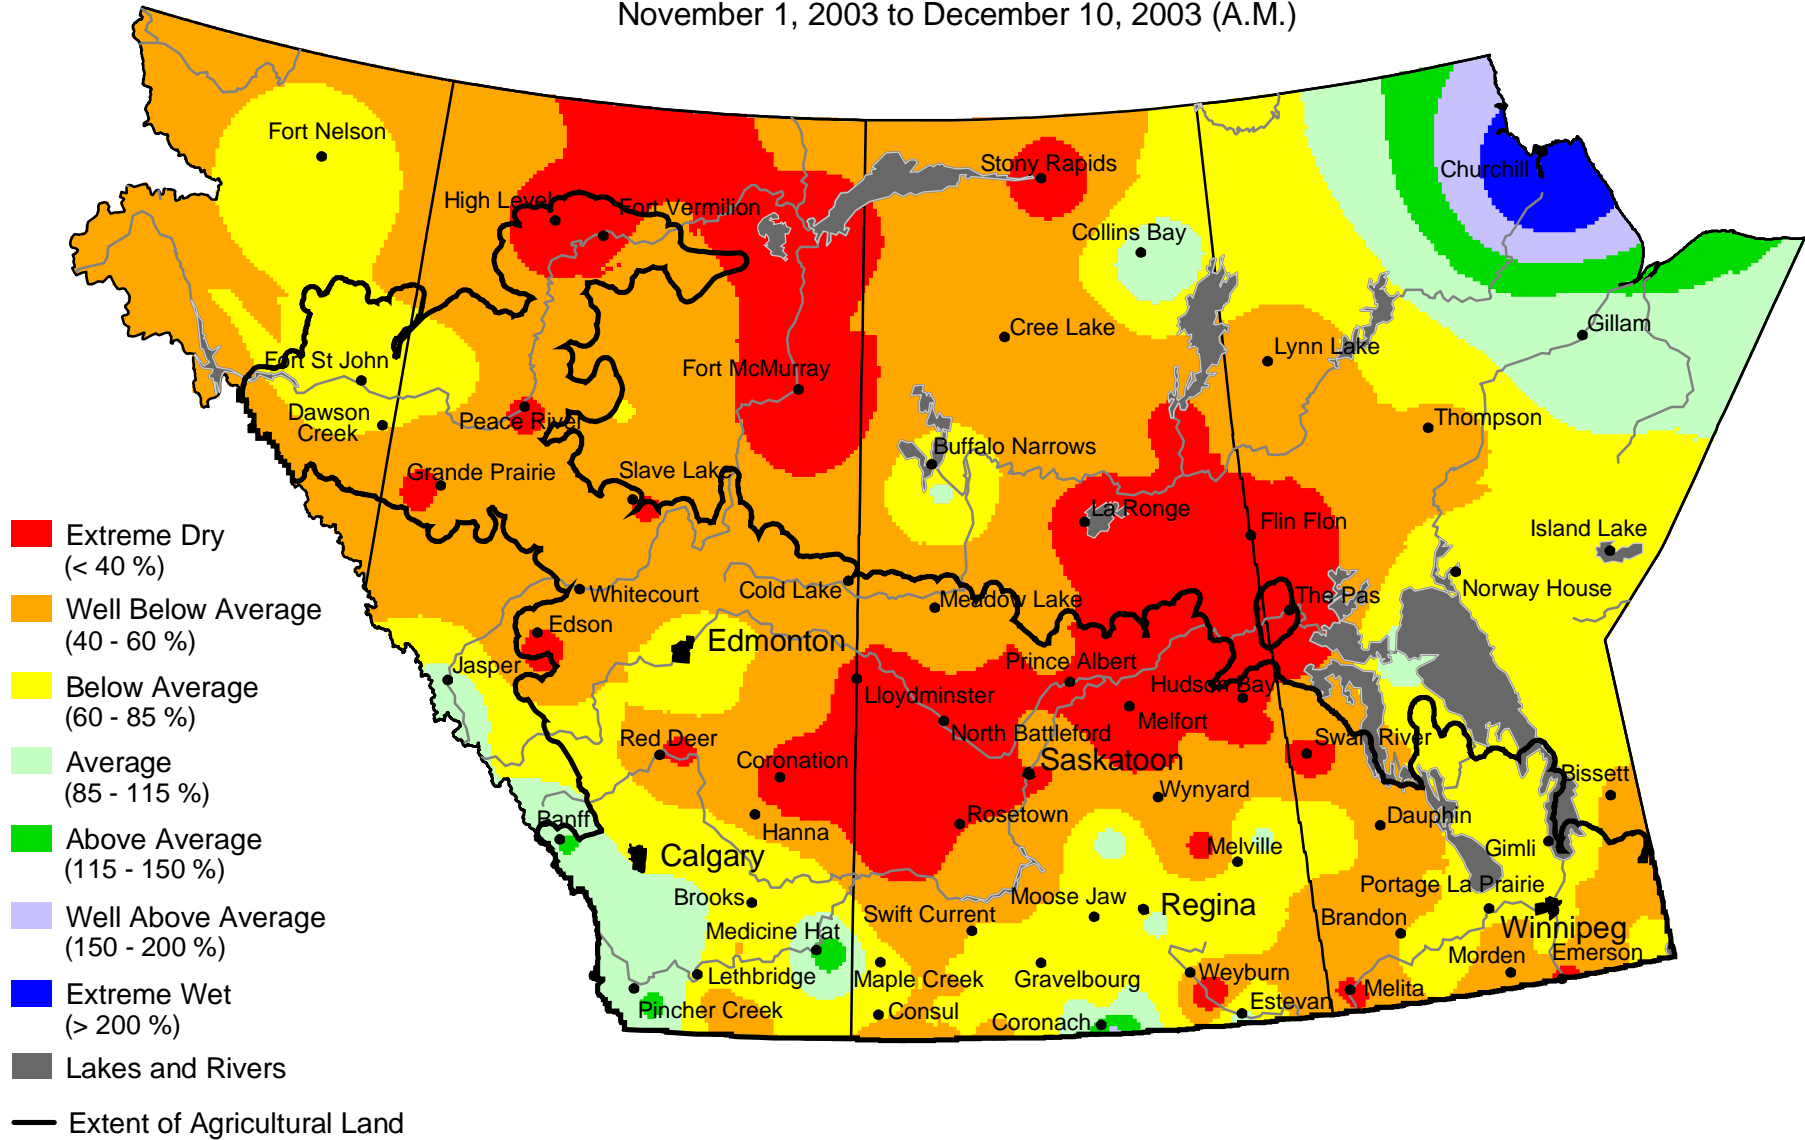 November 1, 2003 to December 10, 2003 (A.M.)
Fort Nelson
Churchill
Stony Rapids
High Level
Fort Vermilion
Collins Bay
Gillam
Cree Lake
Lynn Lake
Fort St John
Fort McMurray
Dawson
Creek
Peace River
Thompson
Buffalo Narrows
Grande Prairie
Slave Lake
La Ronge
Flin Flon
Island Lake
Extreme Dry
(< 40 %)
Well Below Average
(40 - 60 %)
Below Average
(60 - 85 %)
Average
(85 - 115 %)
Above Average
(115 - 150 %)
Well Above Average
(150 - 200 %)
Extreme Wet
(> 200 %)
Lakes and Rivers
Extent of Agricultural Land
Whitecourt
Cold Lake
Meadow Lake
The Pas
Norway House
Edson
Edmonton
Jasper
Prince Albert
Lloydminster
Hudson Bay
Melfort
North Battleford
Red Deer
Swan River
Coronation
Saskatoon
Bissett
Wynyard
Banff
Hanna
Rosetown
Dauphin
Calgary
Melville
Gimli
Brooks
Moose Jaw
Portage La Prairie
Swift Current
Regina
Brandon
Winnipeg
Medicine Hat
Morden
Emerson
Lethbridge
Maple Creek
Gravelbourg
Weyburn
Melita
Pincher Creek
Consul
Coronach
Estevan